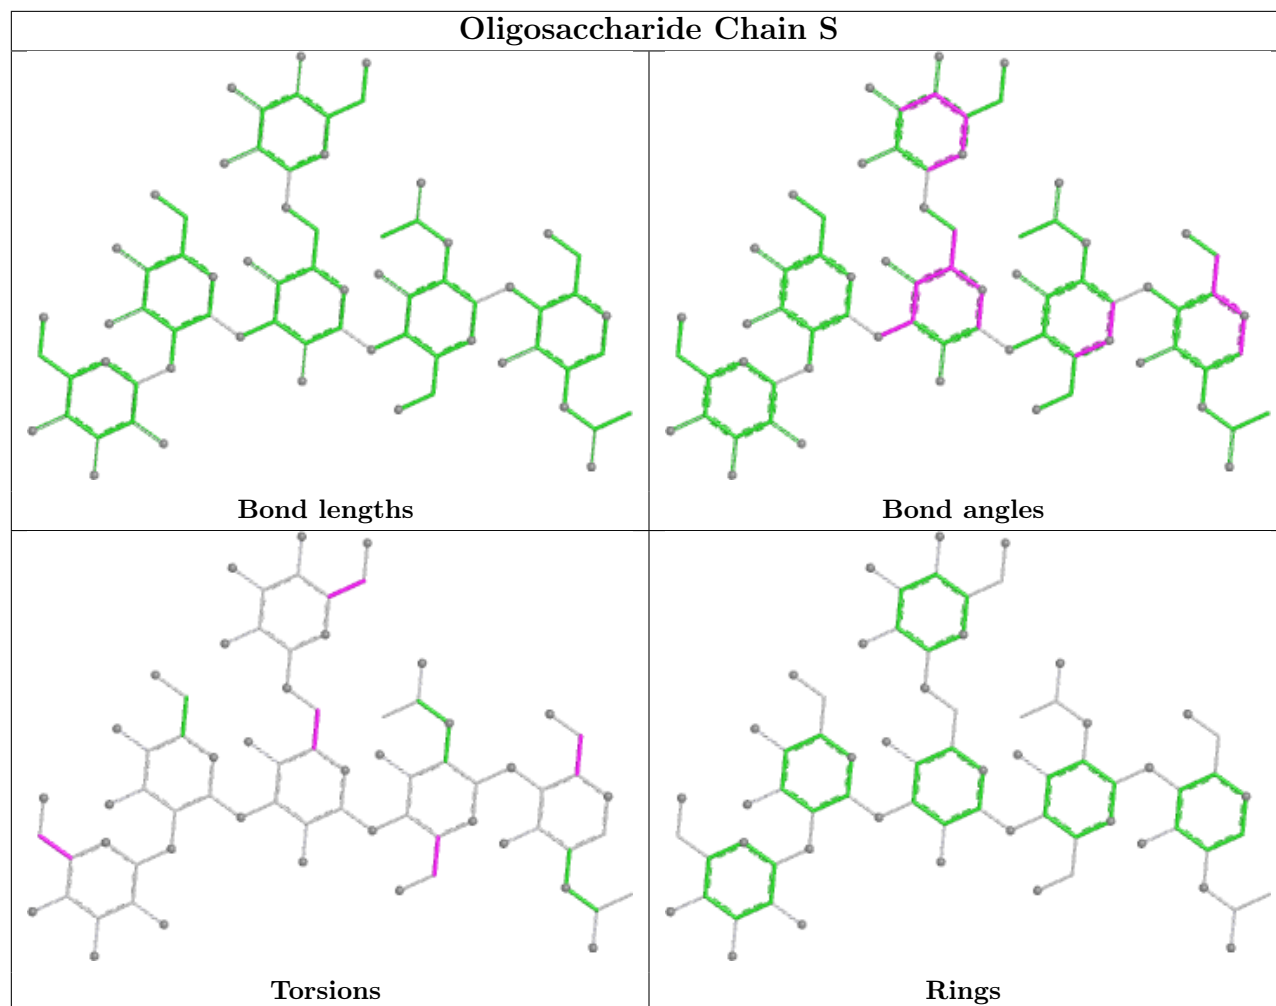 Oligosaccharide Chain S
Bond lengths
Bond angles
Torsions
Rings